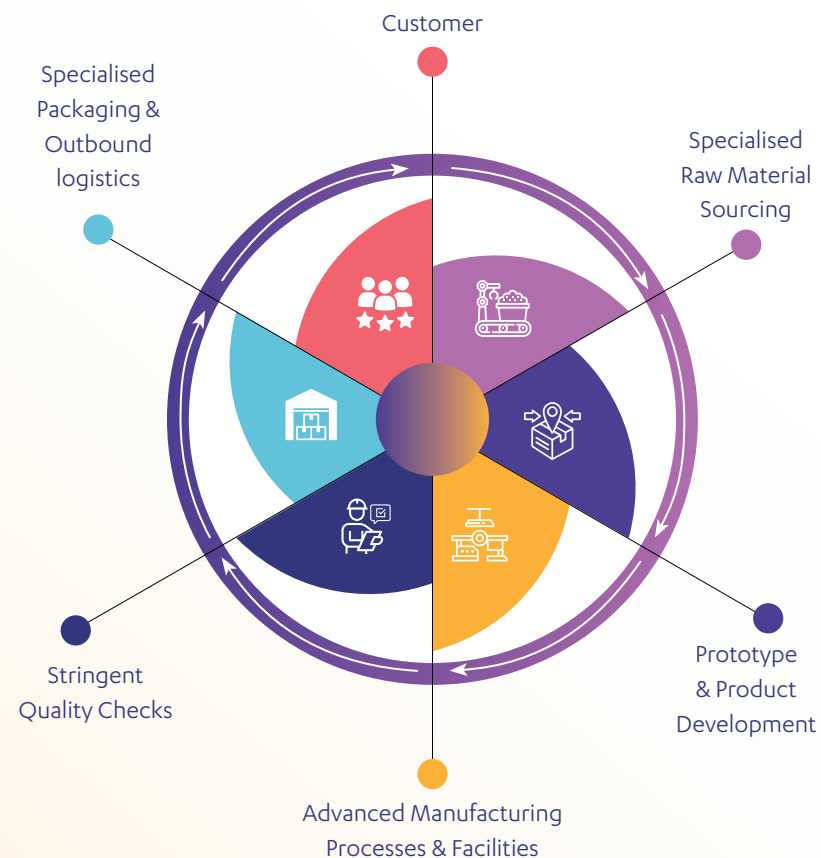 Customer
Specialised
Raw Material
Sourcing
Prototype
& Product
Development
Advanced Manufacturing
Processes & Facilities
Stringent
Quality Checks
Specialised
Packaging &
Outbound
logistics